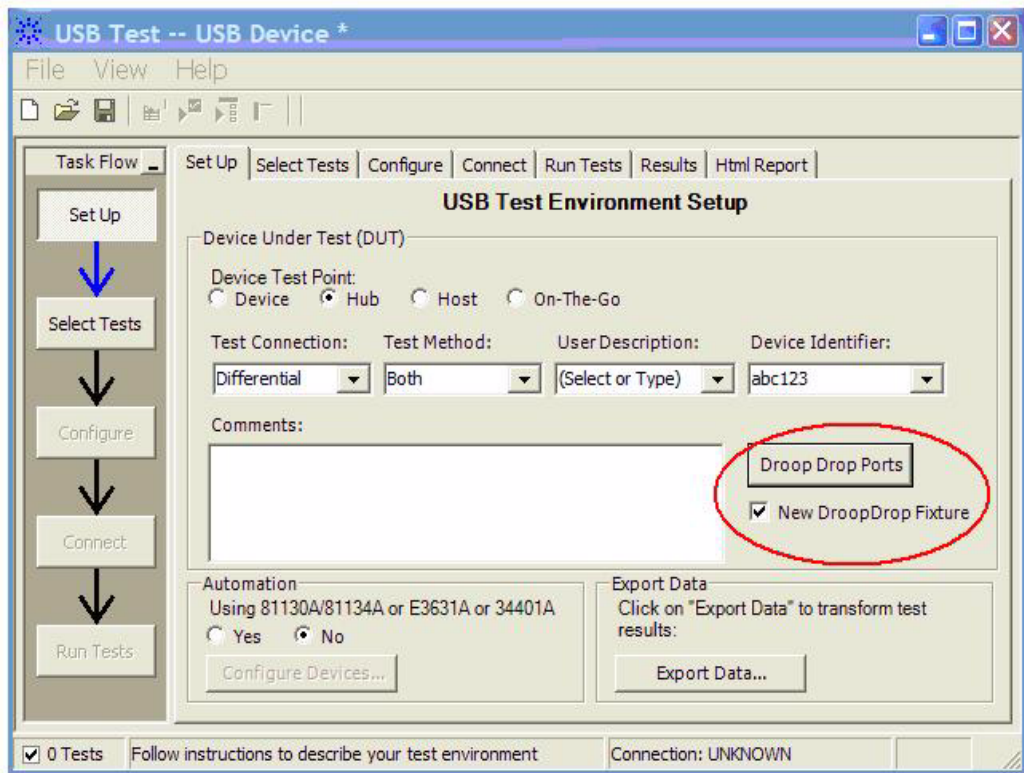 USB Test -- USB Device *
File View Help
Task Flow
Set Up
Select Tests
Configure
Connect
Run Tests
Set Up Select Tests Configure Connect Run Tests Results Html Report
USB Test Environment Setup
Device Under Test (DUT)
Device Test Point:
Device Hub Host On-The-Go
Test Connection: Test Method: User Description: Device Identifier:
Differential Both (Select or Type) abc123
Comments:
Droop Drop Ports
New DroopDrop Fixture
Automation
Using 81130A/81134A or E3631A or 34401A
Yes No
Configure Devices...
Export Data
Click on "Export Data" to transform test
results:
Export Data...
0 Tests Follow instructions to describe your test environment Connection: UNKNOWN